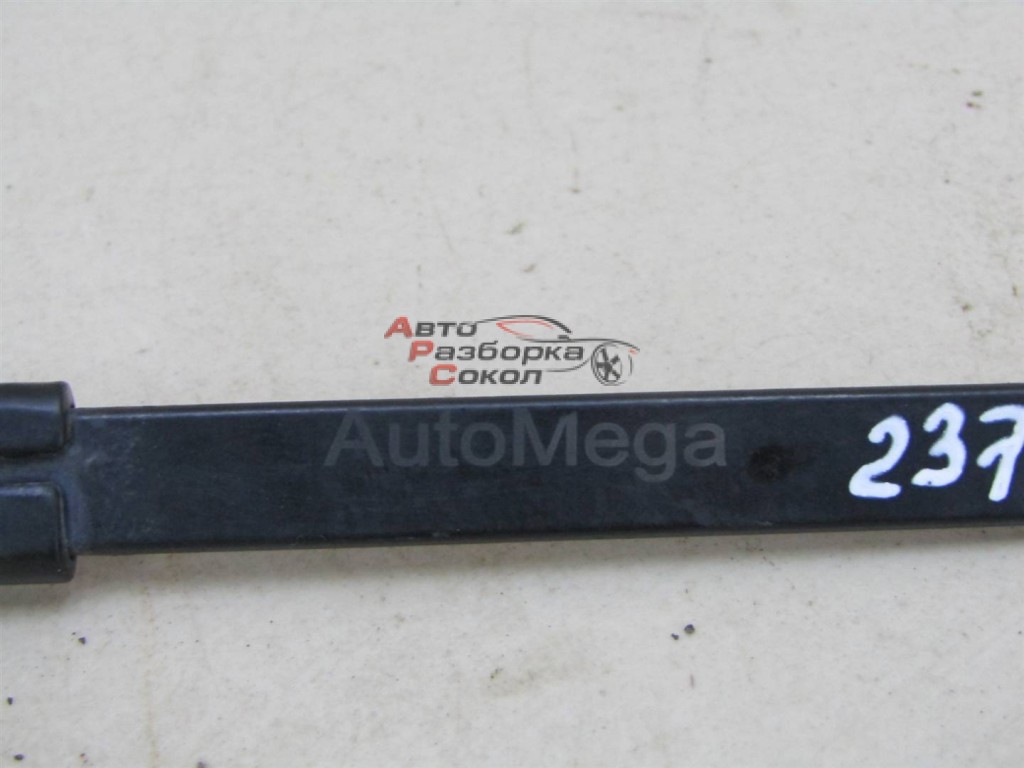 Авто
Разборка
Сокол
AutoMega
237